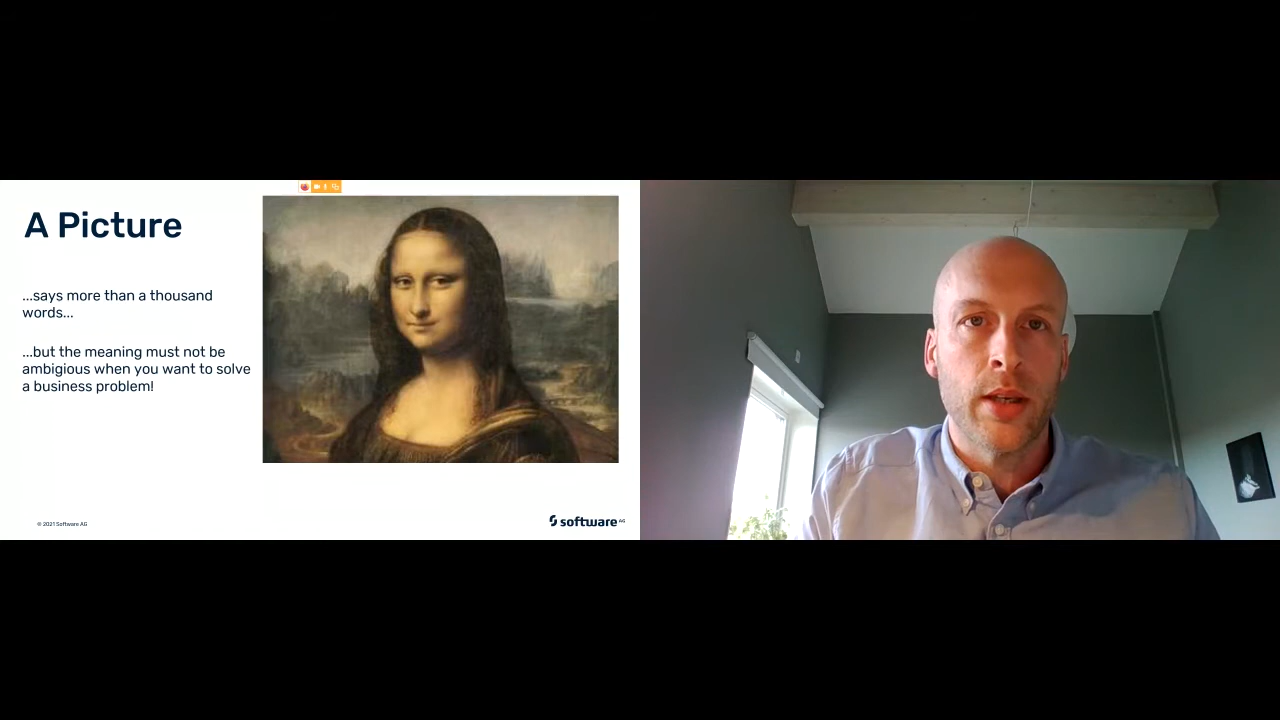 A Picture
...says more than a thousand
words...
...but the meaning must not be
ambigious when you want to solve
a business problem!
© 2021 Software AG
software AG